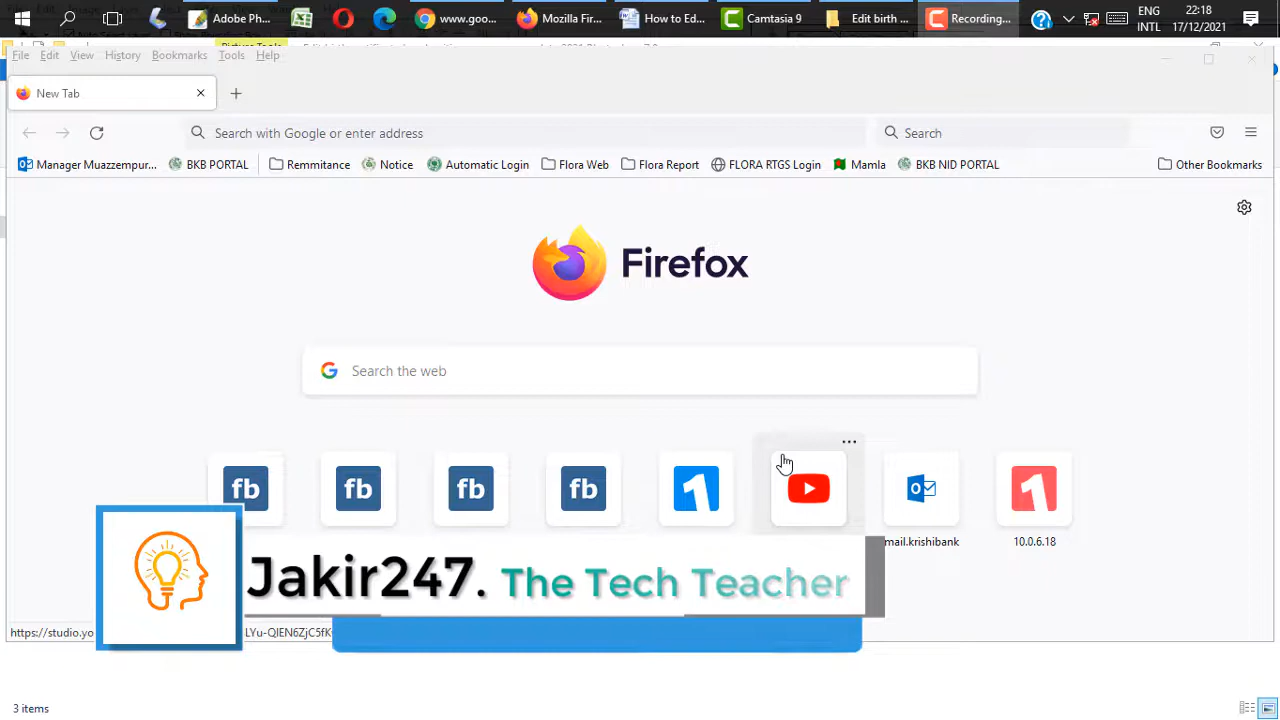 Adobe Ph...
www.goo...
Mozilla Fir...
How to Ed...
Camtasia 9
Edit birth ...
Recording...
ENG
INTL
22:18
17/12/2021
File Edit View History Bookmarks Tools Help
New Tab
Search with Google or enter address
Search
Manager Muazzempur...
BKB PORTAL
Remmitance
Notice
Automatic Login
Flora Web
Flora Report
FLORA RTGS Login
Mamla
BKB NID PORTAL
Other Bookmarks
Firefox
Search the web
fb
fb
fb
fb
mail.krishibank
10.0.6.18
Jakir247. The Tech Teacher
https://studio.yo
LYu-QIEN6ZjC5fK
3 items